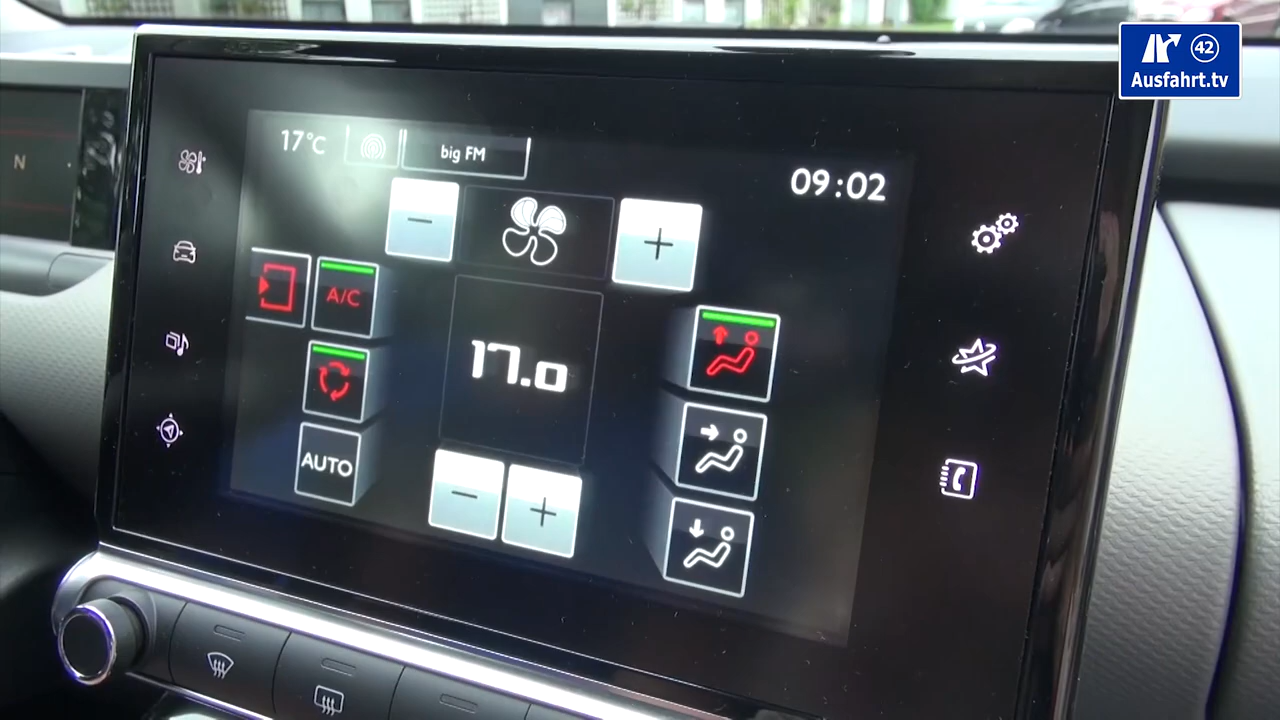 42
Ausfahrt.tv
N
17°C
big FM
09:02
− +
A/C
17.0
AUTO
− +